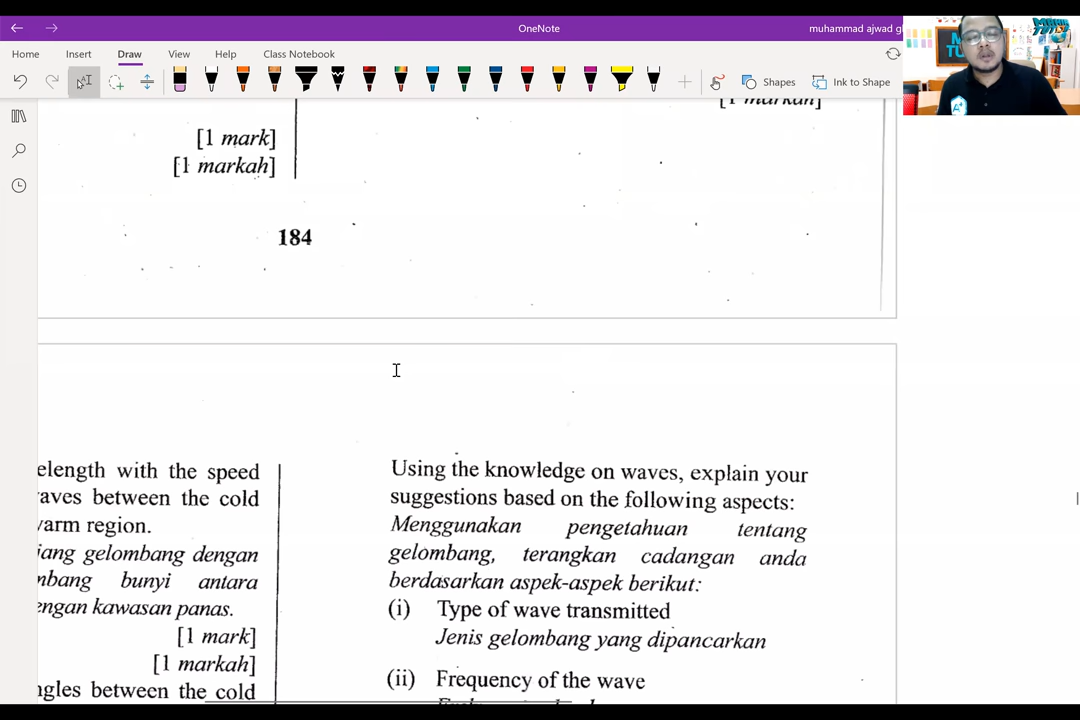 OneNote
muhammad ajwad
Home Insert Draw View Help Class Notebook
Shapes Ink to Shape
[1 markah]
[1 mark]
[1 markah]
184
elength with the speed
aves between the cold
arm region.
jang gelombang dengan
mbang bunyi antara
engan kawasan panas.
[1 mark]
[1 markah]
ngles between the cold
Using the knowledge on waves, explain your
suggestions based on the following aspects:
Menggunakan pengetahuan tentang
gelombang, terangkan cadangan anda
berdasarkan aspek-aspek berikut:
(i) Type of wave transmitted
Jenis gelombang yang dipancarkan
(ii) Frequency of the wave